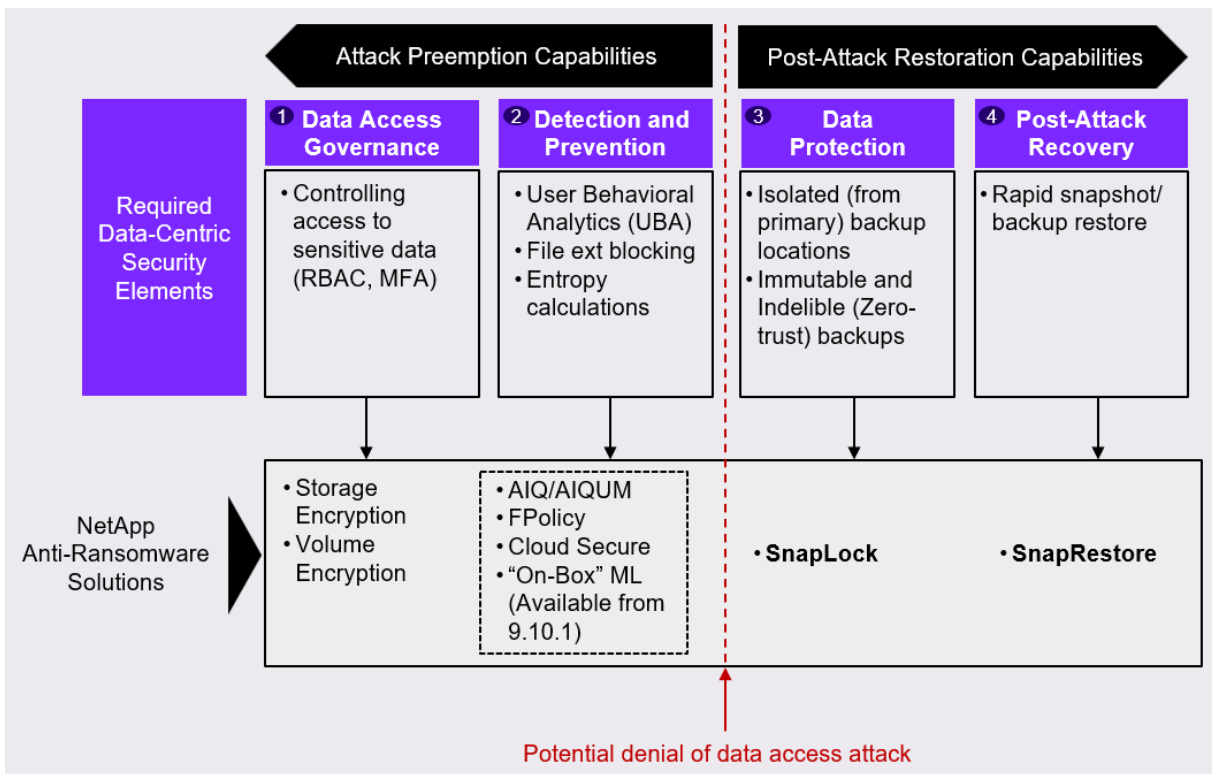 Attack Preemption Capabilities
Post-Attack Restoration Capabilities
Required
Data-Centric
Security
Elements
1 Data Access
Governance
• Controlling
access to
sensitive data
(RBAC, MFA)
2 Detection and
Prevention
• User Behavioral
Analytics (UBA)
• File ext blocking
• Entropy
calculations
3 Data
Protection
• Isolated (from
primary) backup
locations
• Immutable and
Indelible (Zero-
trust) backups
4 Post-Attack
Recovery
• Rapid snapshot/
backup restore
NetApp
Anti-Ransomware
Solutions
• Storage
Encryption
• Volume
Encryption
• AIQ/AIQUM
• FPolicy
• Cloud Secure
• “On-Box” ML
(Available from
9.10.1)
• SnapLock
• SnapRestore
Potential denial of data access attack